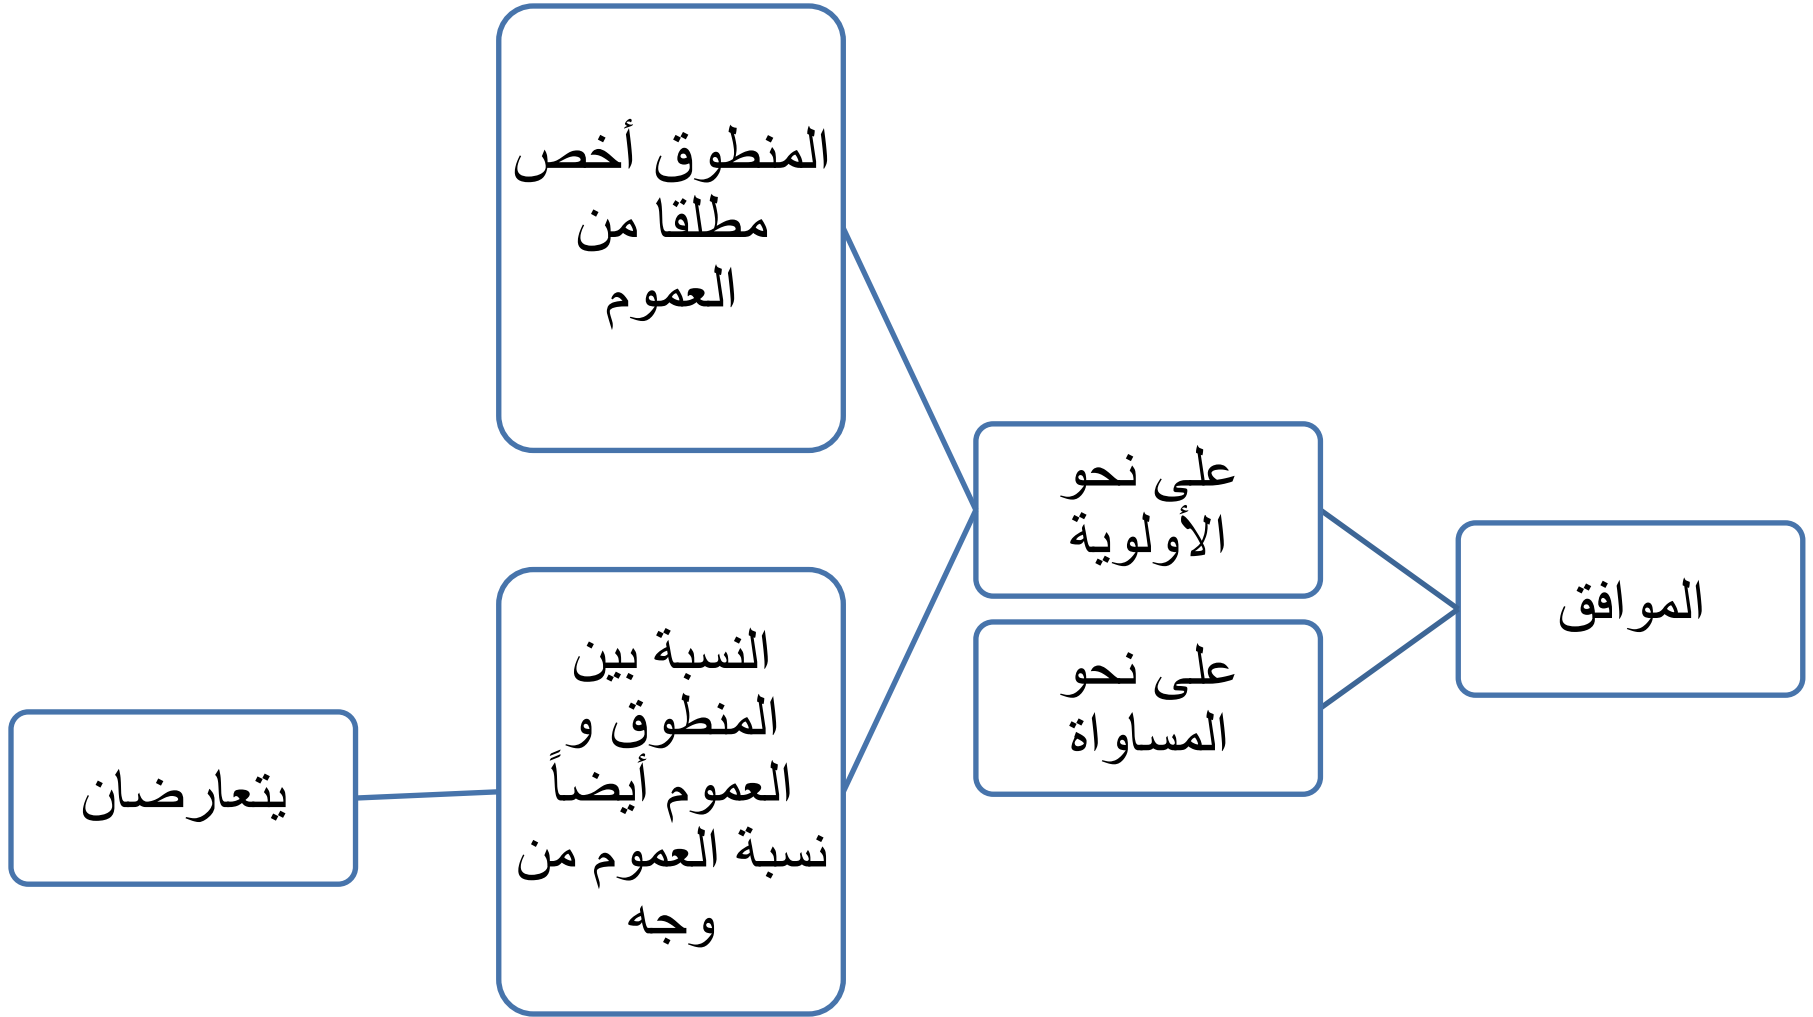 الموافق
على نحو
الأولوية
على نحو
المساواة
المنطوق أخص
مطلقا من
العموم
النسبة بين
المنطوق و
العموم أيضاً
نسبة العموم من
وجه
يتعارضان